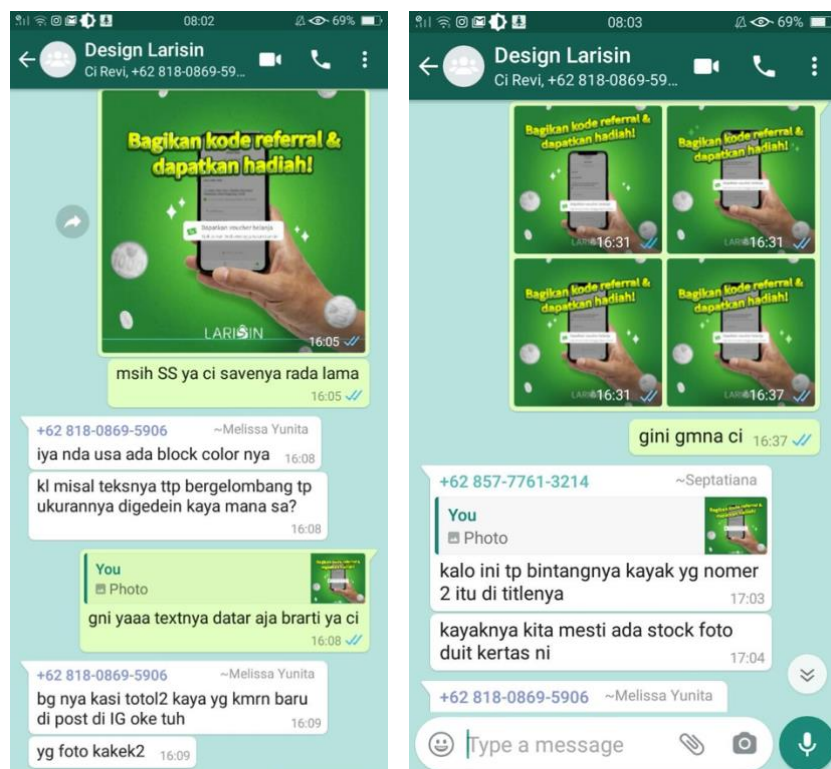 08:02
69%
Design Larisin
Ci Revi, +62 818-0869-59...
Bagikan kode referral &
dapatkan hadiah!
Dapatkan voucher belanja
LARISIN
16:05
msih SS ya ci savenya rada lama
16:05
+62 818-0869-5906 ~Melissa Yunita
iya nda usa ada block color nya 16:08
kl misal teksnya ttp bergelombang tp
ukurannya digedein kaya mana sa?
16:08
You
Photo
gni yaaa textnya datar aja brarti ya ci
16:08
+62 818-0869-5906 ~Melissa Yunita
bg nya kasi totol2 kaya yg kmrn baru
di post di IG oke tuh 16:09
yg foto kakek2 16:09
08:03
69%
Design Larisin
Ci Revi, +62 818-0869-59...
Bagikan kode referral &
dapatkan hadiah!
16:31
Bagikan kode referral &
dapatkan hadiah!
16:31
Bagikan kode referral &
dapatkan hadiah!
16:31
Bagikan kode referral &
dapatkan hadiah!
16:37
gini gmna ci 16:37
+62 857-7761-3214 ~Septatiana
You
Photo
kalo ini tp bintangnya kayak yg nomer
2 itu di titlenya 17:03
kayaknya kita mesti ada stock foto
duit kertas ni 17:04
+62 818-0869-5906 ~Melissa Yunita
Type a message